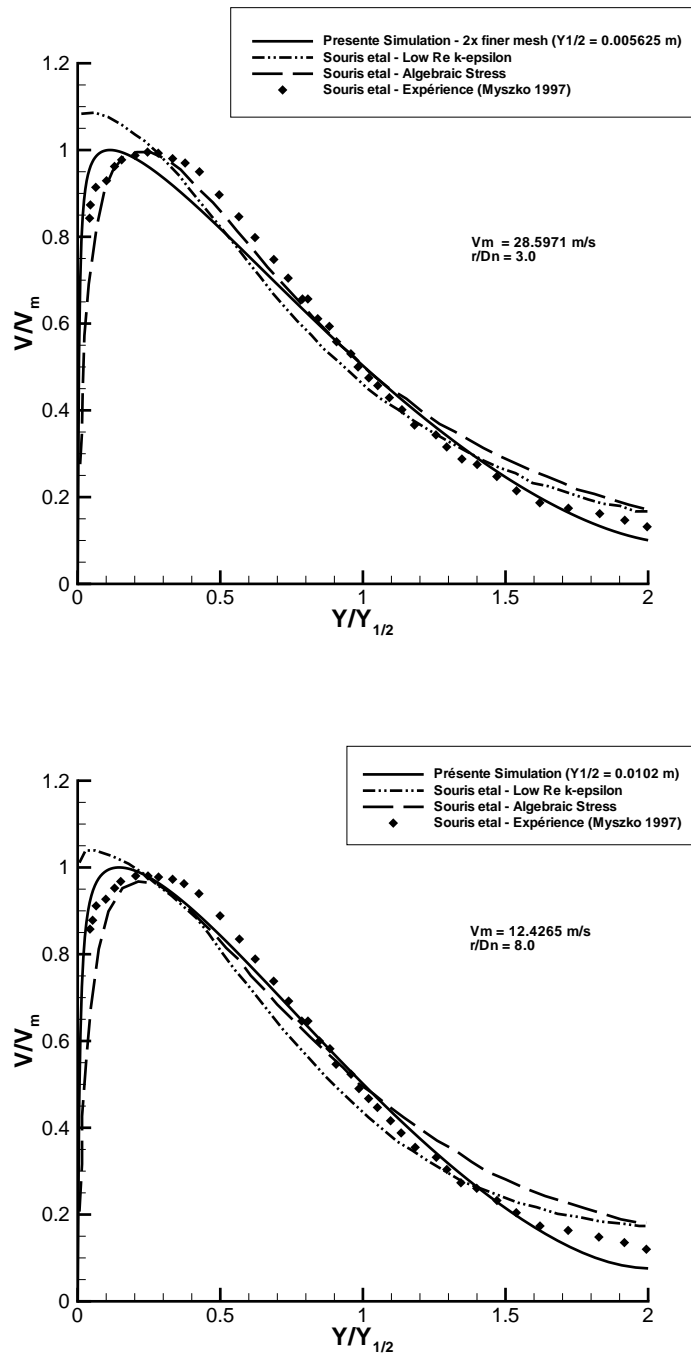 Presente Simulation - 2x finer mesh (Y1/2 = 0.005625 m)
Souris etal - Low Re k-epsilon
Souris etal - Algebraic Stress
Souris etal - Expérience (Myszko 1997)
1.2
1
0.8
0.6
0.4
0.2
0
V/Vm
Vm = 28.5971 m/s
r/Dn = 3.0
0 0.5 1 1.5 2
Y/Y1/2
Présente Simulation (Y1/2 = 0.0102 m)
Souris etal - Low Re k-epsilon
Souris etal - Algebraic Stress
Souris etal - Expérience (Myszko 1997)
1.2
1
0.8
0.6
0.4
0.2
0
V/Vm
Vm = 12.4265 m/s
r/Dn = 8.0
0 0.5 1 1.5 2
Y/Y1/2